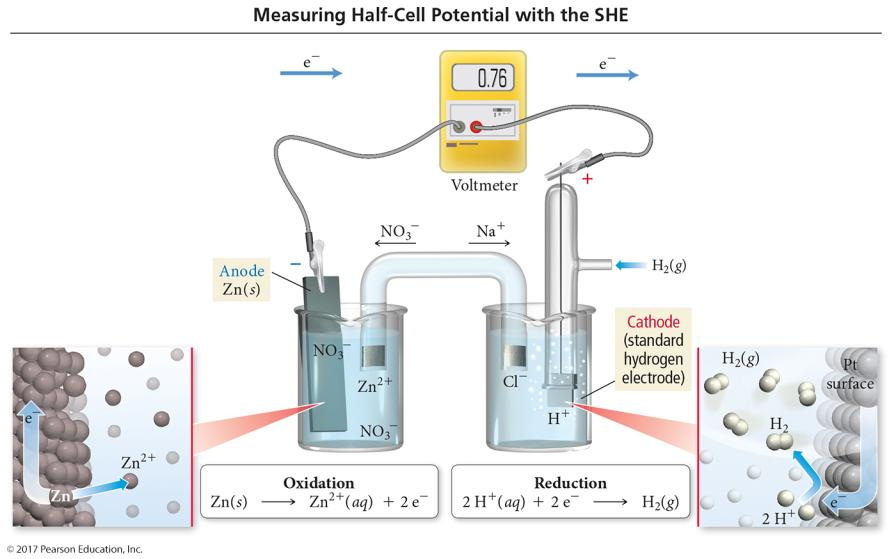 Measuring Half-Cell Potential with the SHE
e⁻
0.76
e⁻
Voltmeter
+
NO₃⁻
Na⁺
−
Anode
Zn(s)
H₂(g)
Cathode
(standard
hydrogen
electrode)
NO₃⁻
Zn²⁺
NO₃⁻
Cl⁻
H⁺
e⁻
Zn²⁺
Zn
H₂(g)
Pt
surface
H₂
e⁻
2 H⁺
Oxidation
Zn(s) ⟶ Zn²⁺(aq) + 2 e⁻
Reduction
2 H⁺(aq) + 2 e⁻ ⟶ H₂(g)
© 2017 Pearson Education, Inc.